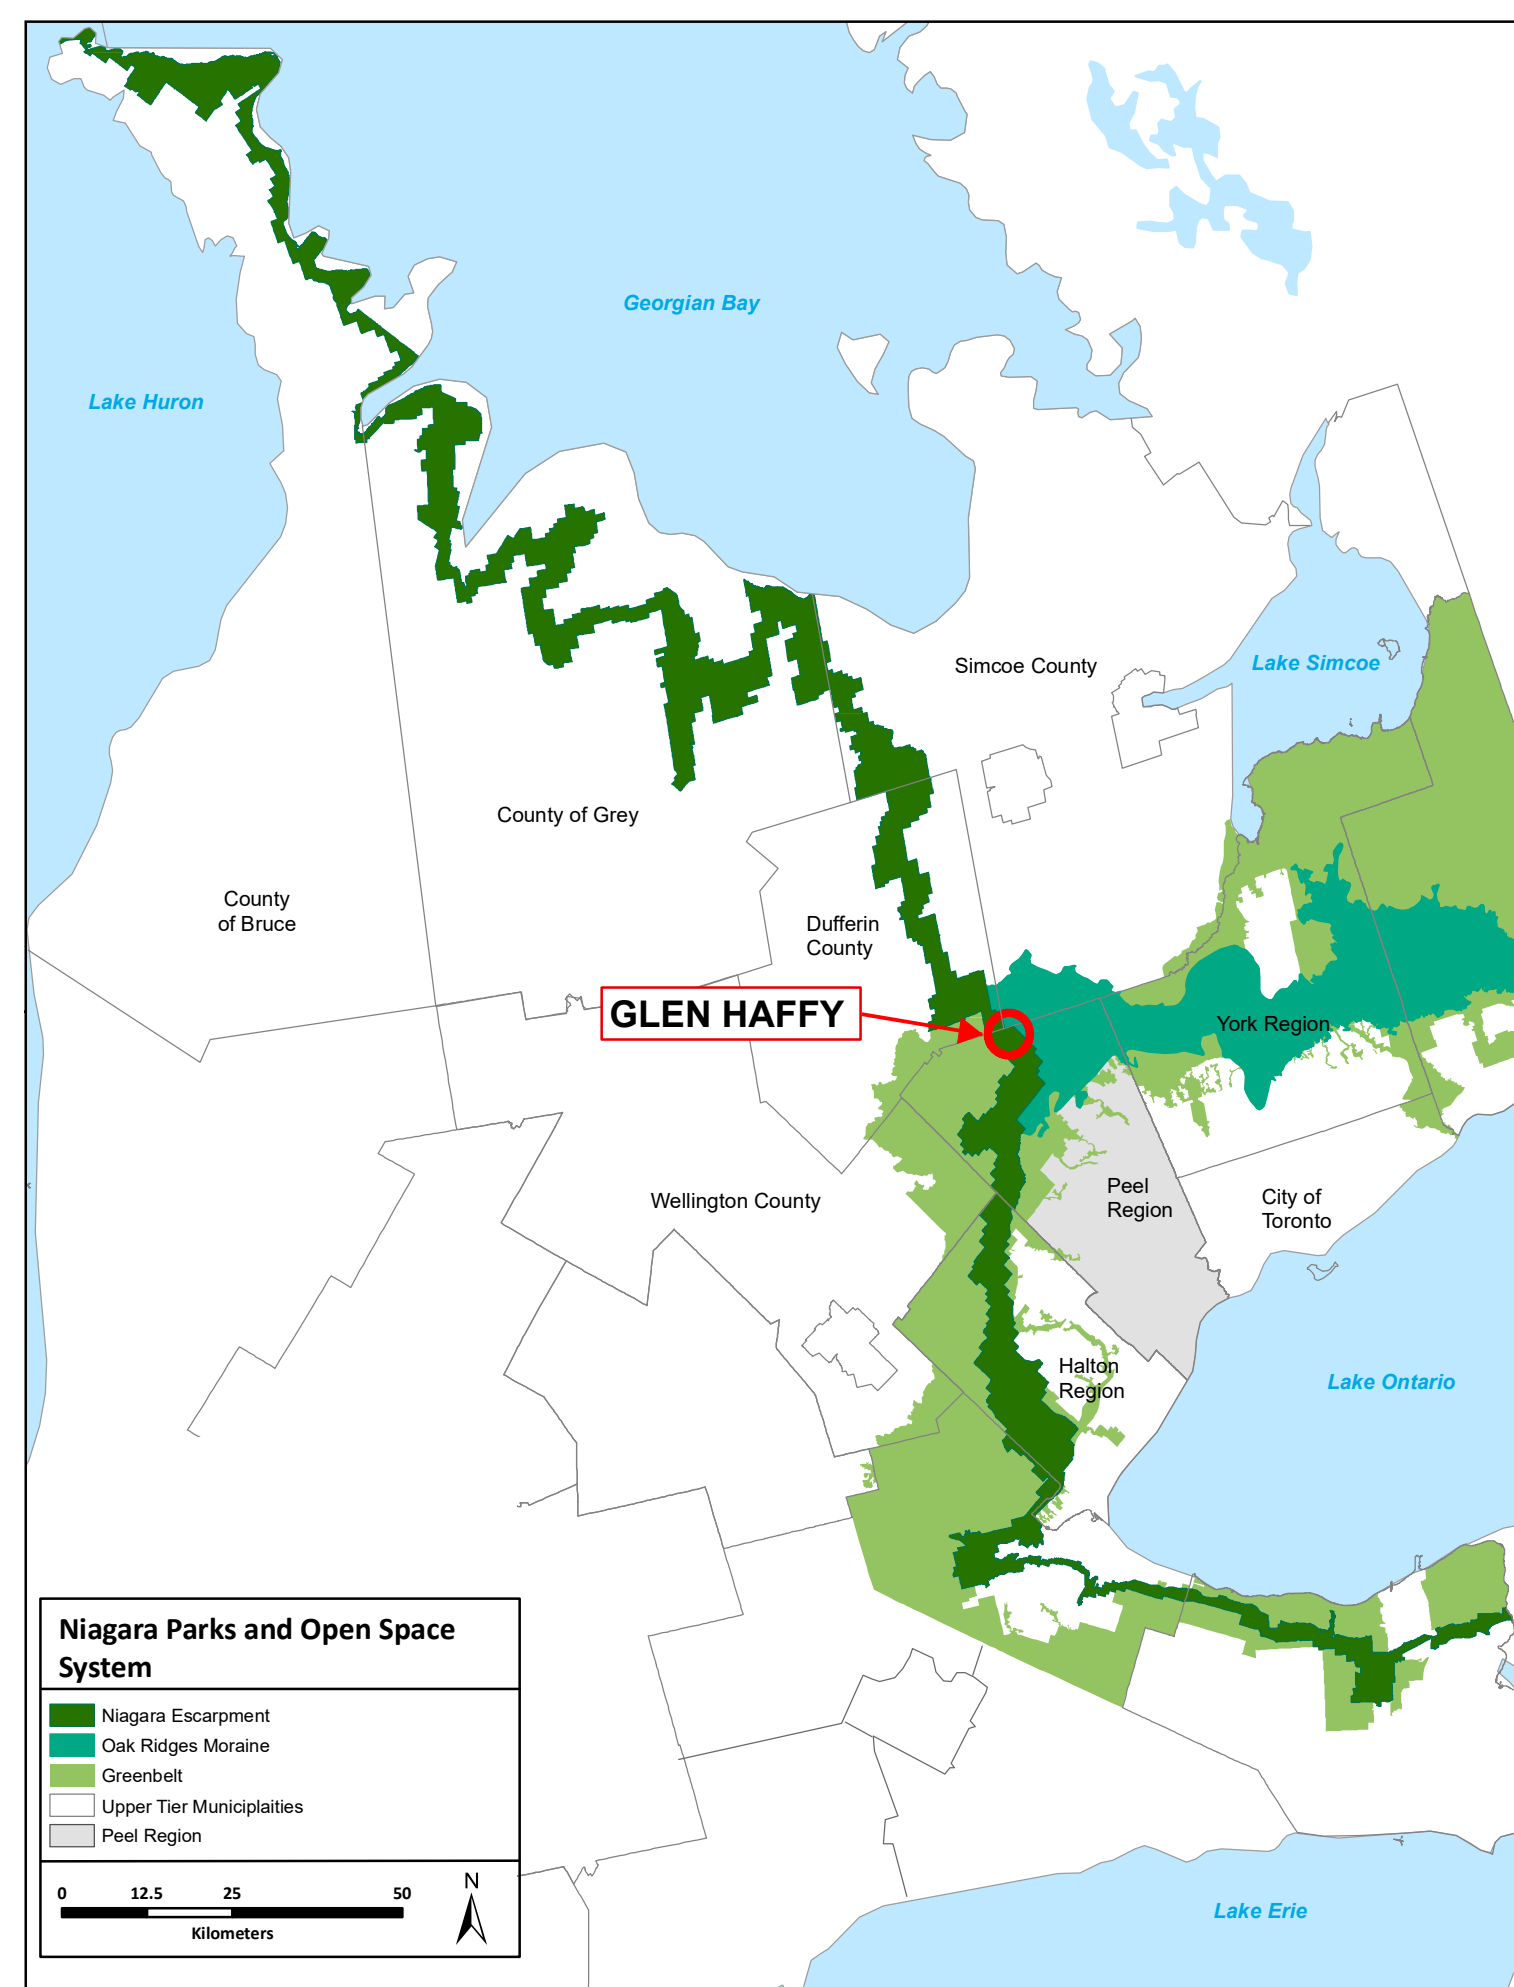 Georgian Bay
Lake Huron
Simcoe County
Lake Simcoe
County of Grey
County
of Bruce
Dufferin
County
GLEN HAFFY
York Region
Wellington County
Peel
Region
City of
Toronto
Halton
Region
Lake Ontario
Niagara Parks and Open Space
System
Niagara Escarpment
Oak Ridges Moraine
Greenbelt
Upper Tier Municiplaities
Peel Region
0 12.5 25 50
Kilometers
N
Lake Erie